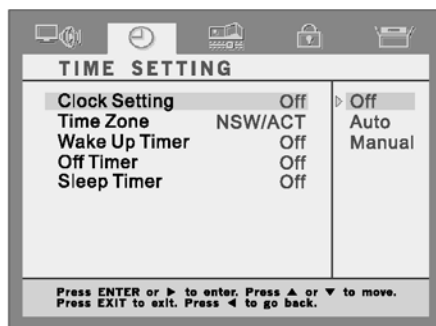 TIME SETTING
Clock Setting Off ▷ Off
Time Zone NSW/ACT Auto
Wake Up Timer Off Manual
Off Timer Off
Sleep Timer Off
Press ENTER or ▶ to enter. Press ▲ or ▼ to move.
Press EXIT to exit. Press ◀ to go back.